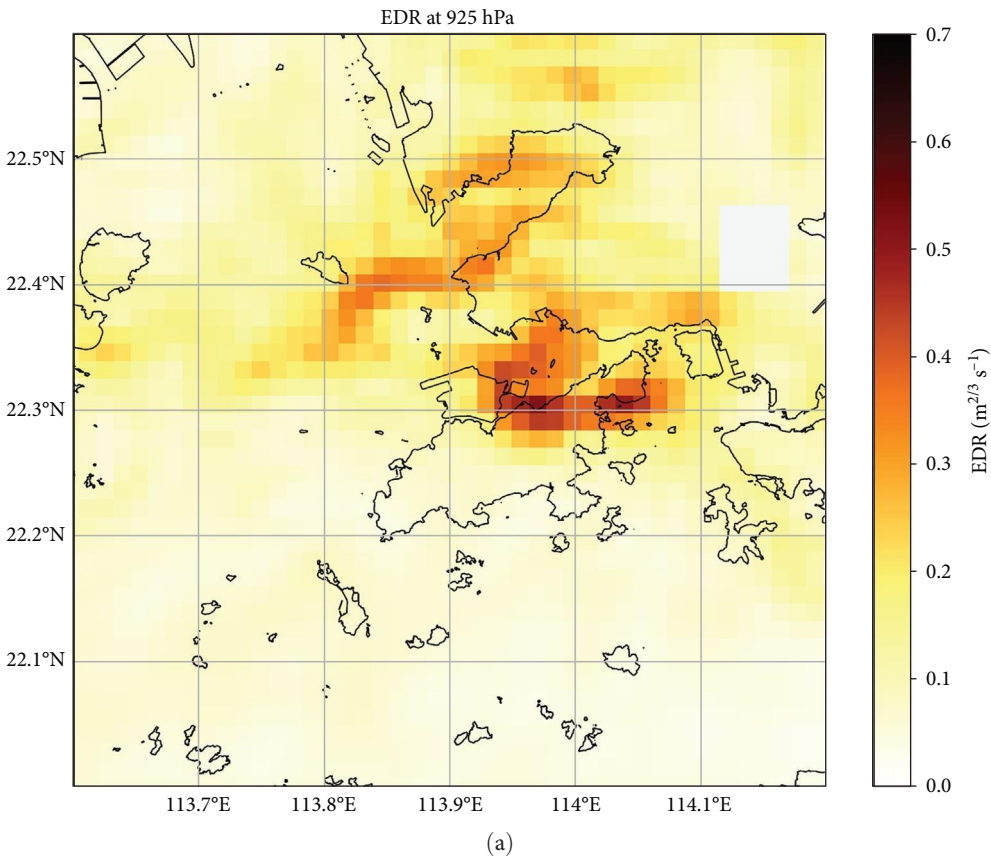 EDR at 925 hPa
22.5°N
22.4°N
22.3°N
22.2°N
22.1°N
113.7°E
113.8°E
113.9°E
114°E
114.1°E
0.7
0.6
0.5
0.4
0.3
0.2
0.1
0.0
EDR (m^{2/3} s^{−1})
(a)